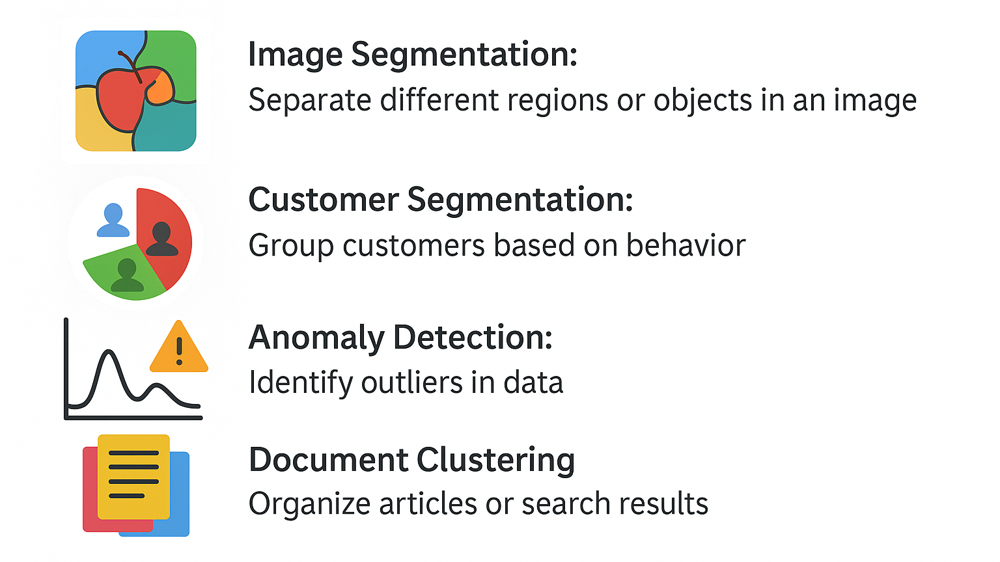 Image Segmentation:
Separate different regions or objects in an image
Customer Segmentation:
Group customers based on behavior
!
Anomaly Detection:
Identify outliers in data
Document Clustering
Organize articles or search results